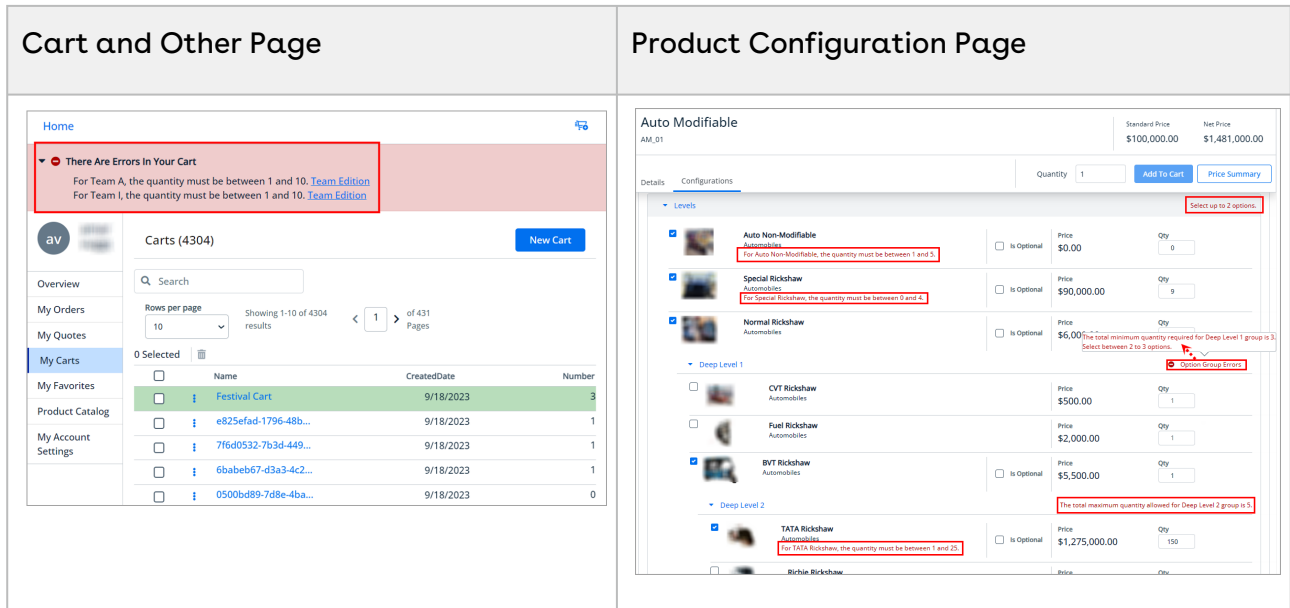 Cart and Other Page
Product Configuration Page
Home
There Are Errors In Your Cart
For Team A, the quantity must be between 1 and 10. Team Edition
For Team I, the quantity must be between 1 and 10. Team Edition
av
Carts (4304)
New Cart
Overview
My Orders
My Quotes
My Carts
My Favorites
Product Catalog
My Account
Settings
Search
Rows per page
10
Showing 1-10 of 4304
results
1
of 431
Pages
0 Selected
Name CreatedDate Number
Festival Cart 9/18/2023 3
e825efad-1796-48b... 9/18/2023 1
7f6d0532-7b3d-449... 9/18/2023 1
6babeb67-d3a3-4c2... 9/18/2023 1
0500bd89-7d8e-4ba... 9/18/2023 0
Auto Modifiable
AM_01
Standard Price
$100,000.00
Net Price
$1,481,000.00
Details Configurations
Quantity 1
Add To Cart
Price Summary
Levels
Select up to 2 options.
Auto Non-Modifiable
Automobiles
For Auto Non-Modifiable, the quantity must be between 1 and 5.
Is Optional
Price
$0.00
Qty
0
Special Rickshaw
Automobiles
For Special Rickshaw, the quantity must be between 0 and 4.
Is Optional
Price
$90,000.00
Qty
9
Normal Rickshaw
Automobiles
Is Optional
Price
Qty
The total minimum quantity required for Deep Level 1 group is 3.
Select between 2 to 3 options.
Deep Level 1
Option Group Errors
CVT Rickshaw
Automobiles
Price
$500.00
Qty
1
Fuel Rickshaw
Automobiles
Price
$2,000.00
Qty
1
BVT Rickshaw
Automobiles
Is Optional
Price
$5,500.00
Qty
1
Deep Level 2
The total maximum quantity allowed for Deep Level 2 group is 5.
TATA Rickshaw
Automobiles
For TATA Rickshaw, the quantity must be between 1 and 25.
Is Optional
Price
$1,275,000.00
Qty
150
Richie Rickshaw
Price
Qty